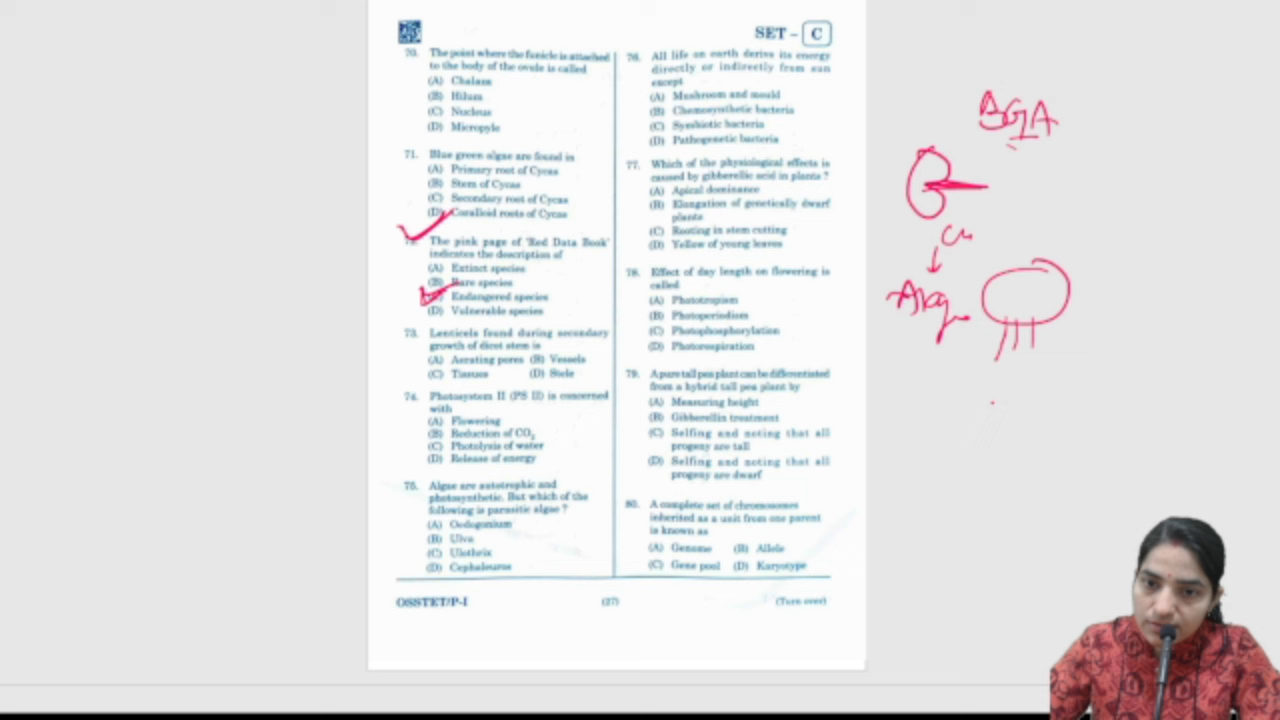 SET – C
70. The point where the funicle is attached
to the body of the ovule is called
(A) Chalaza
(B) Hilum
(C) Nucleus
(D) Micropyle
71. Blue green algae are found in
(A) Primary root of Cycas
(B) Stem of Cycas
(C) Secondary root of Cycas
(D) Coralloid roots of Cycas
72. The pink page of 'Red Data Book'
indicates the description of
(A) Extinct species
(B) Rare species
Endangered species
(D) Vulnerable species
73. Lenticels found during secondary
growth of dicot stem is
(A) Aerating pores (B) Vessels
(C) Tissues (D) Stele
74. Photosystem II (PS II) is concerned
with
(A) Flowering
(B) Reduction of CO₂
(C) Photolysis of water
(D) Release of energy
75. Algae are autotrophic and
photosynthetic. But which of the
following is parasitic algae ?
(A) Oedogonium
(B) Ulva
(C) Ulothrix
(D) Cephaleuros
76. All life on earth derive its energy
directly or indirectly from sun
except
(A) Mushroom and mould
(B) Chemosynthetic bacteria
(C) Symbiotic bacteria
(D) Pathogenetic bacteria
77. Which of the physiological effects is
caused by gibberellic acid in plants ?
(A) Apical dominance
(B) Elongation of genetically dwarf
plants
(C) Rooting in stem cutting
(D) Yellow of young leaves
78. Effect of day length on flowering is
called
(A) Phototropism
(B) Photoperiodism
(C) Photophosphorylation
(D) Photorespiration
79. A pure tall pea plant can be differentiated
from a hybrid tall pea plant by
(A) Measuring height
(B) Gibberellin treatment
(C) Selfing and noting that all
progeny are tall
(D) Selfing and noting that all
progeny are dwarf
80. A complete set of chromosomes
inherited as a unit from one parent
is known as
(A) Genome (B) Allele
(C) Gene pool (D) Karyotype
OSSTET/P-I (27) (Turn over)
BGA